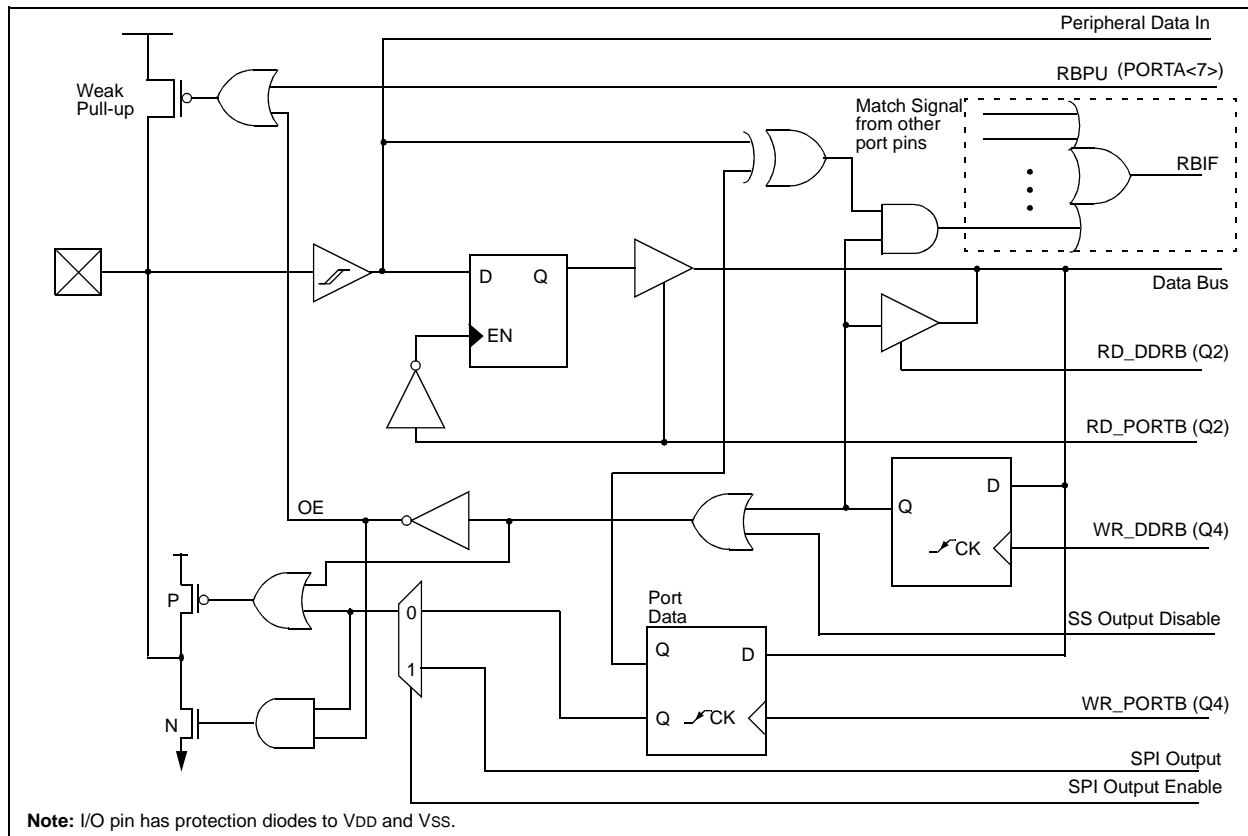 Peripheral Data In
RBPU (PORTA<7>)
Weak
Pull-up
Match Signal
from other
port pins
RBIF
D Q
EN
Data Bus
RD_DDRB (Q2)
RD_PORTB (Q2)
OE
D
Q
CK
WR_DDRB (Q4)
P
0
1
Port
Data
SS Output Disable
Q D
Q CK
WR_PORTB (Q4)
N
SPI Output
SPI Output Enable
Note: I/O pin has protection diodes to VDD and VSS.